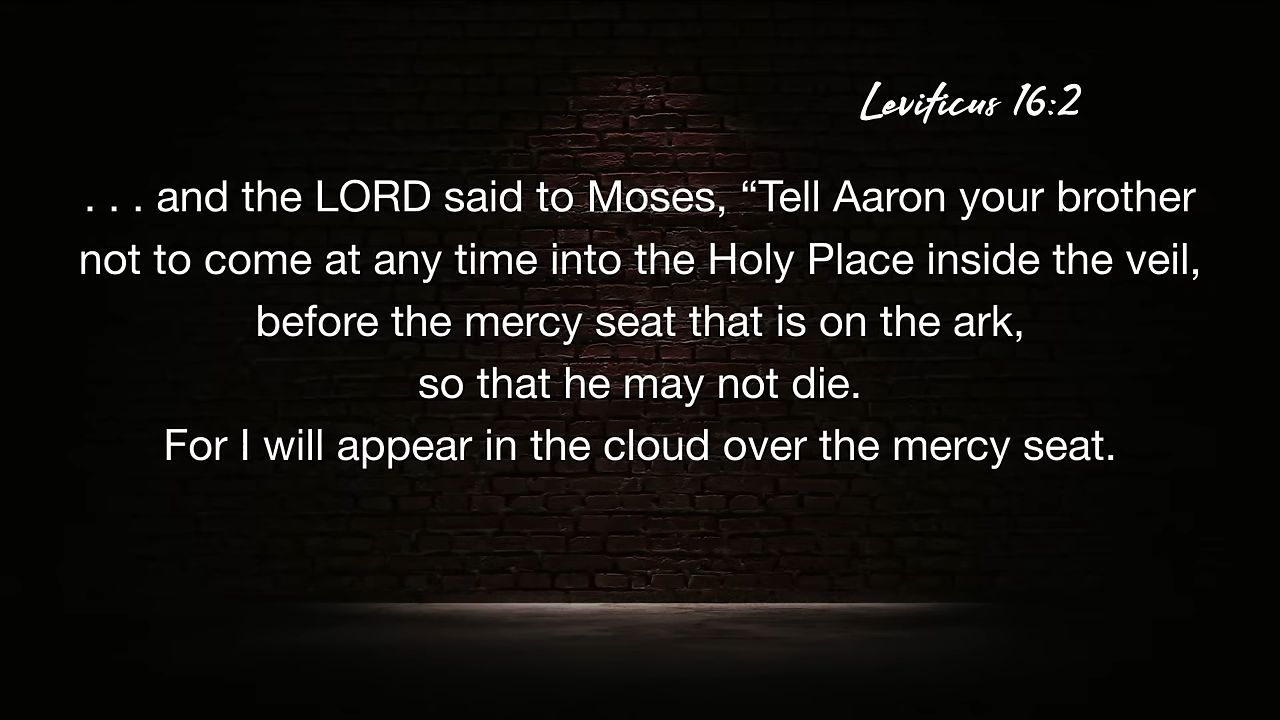 Leviticus 16:2
. . . and the LORD said to Moses, “Tell Aaron your brother
not to come at any time into the Holy Place inside the veil,
before the mercy seat that is on the ark,
so that he may not die.
For I will appear in the cloud over the mercy seat.